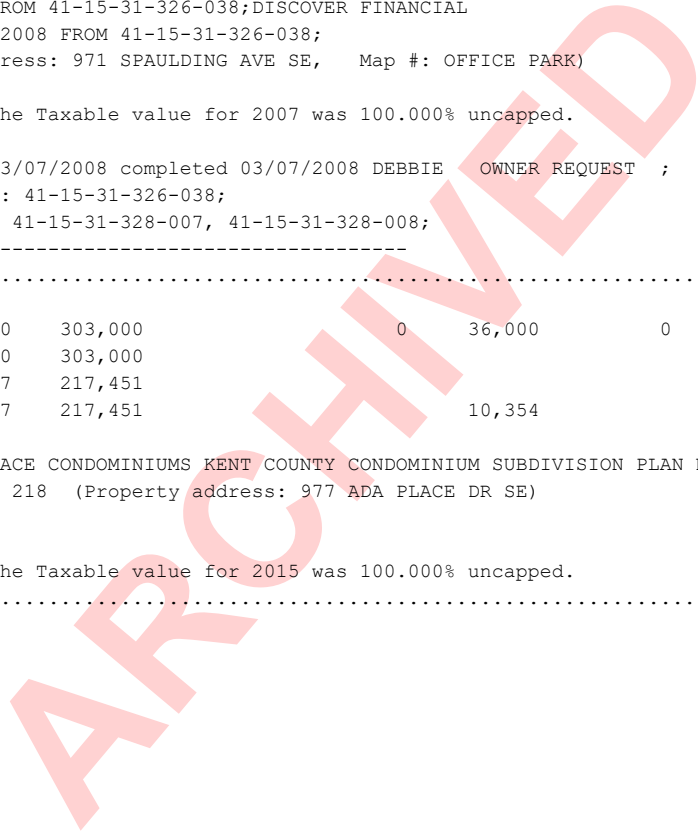 ROM 41-15-31-326-038;DISCOVER FINANCIAL
2008 FROM 41-15-31-326-038;
ress: 971 SPAULDING AVE SE, Map #: OFFICE PARK)
he Taxable value for 2007 was 100.000% uncapped.
3/07/2008 completed 03/07/2008 DEBBIE OWNER REQUEST ;
: 41-15-31-326-038;
41-15-31-328-007, 41-15-31-328-008;
----------------------------------
..........................................................
0 303,000 0 36,000 0
0 303,000
7 217,451
7 217,451 10,354
ACE CONDOMINIUMS KENT COUNTY CONDOMINIUM SUBDIVISION PLAN
218 (Property address: 977 ADA PLACE DR SE)
he Taxable value for 2015 was 100.000% uncapped.
..........................................................
ARCHIVED